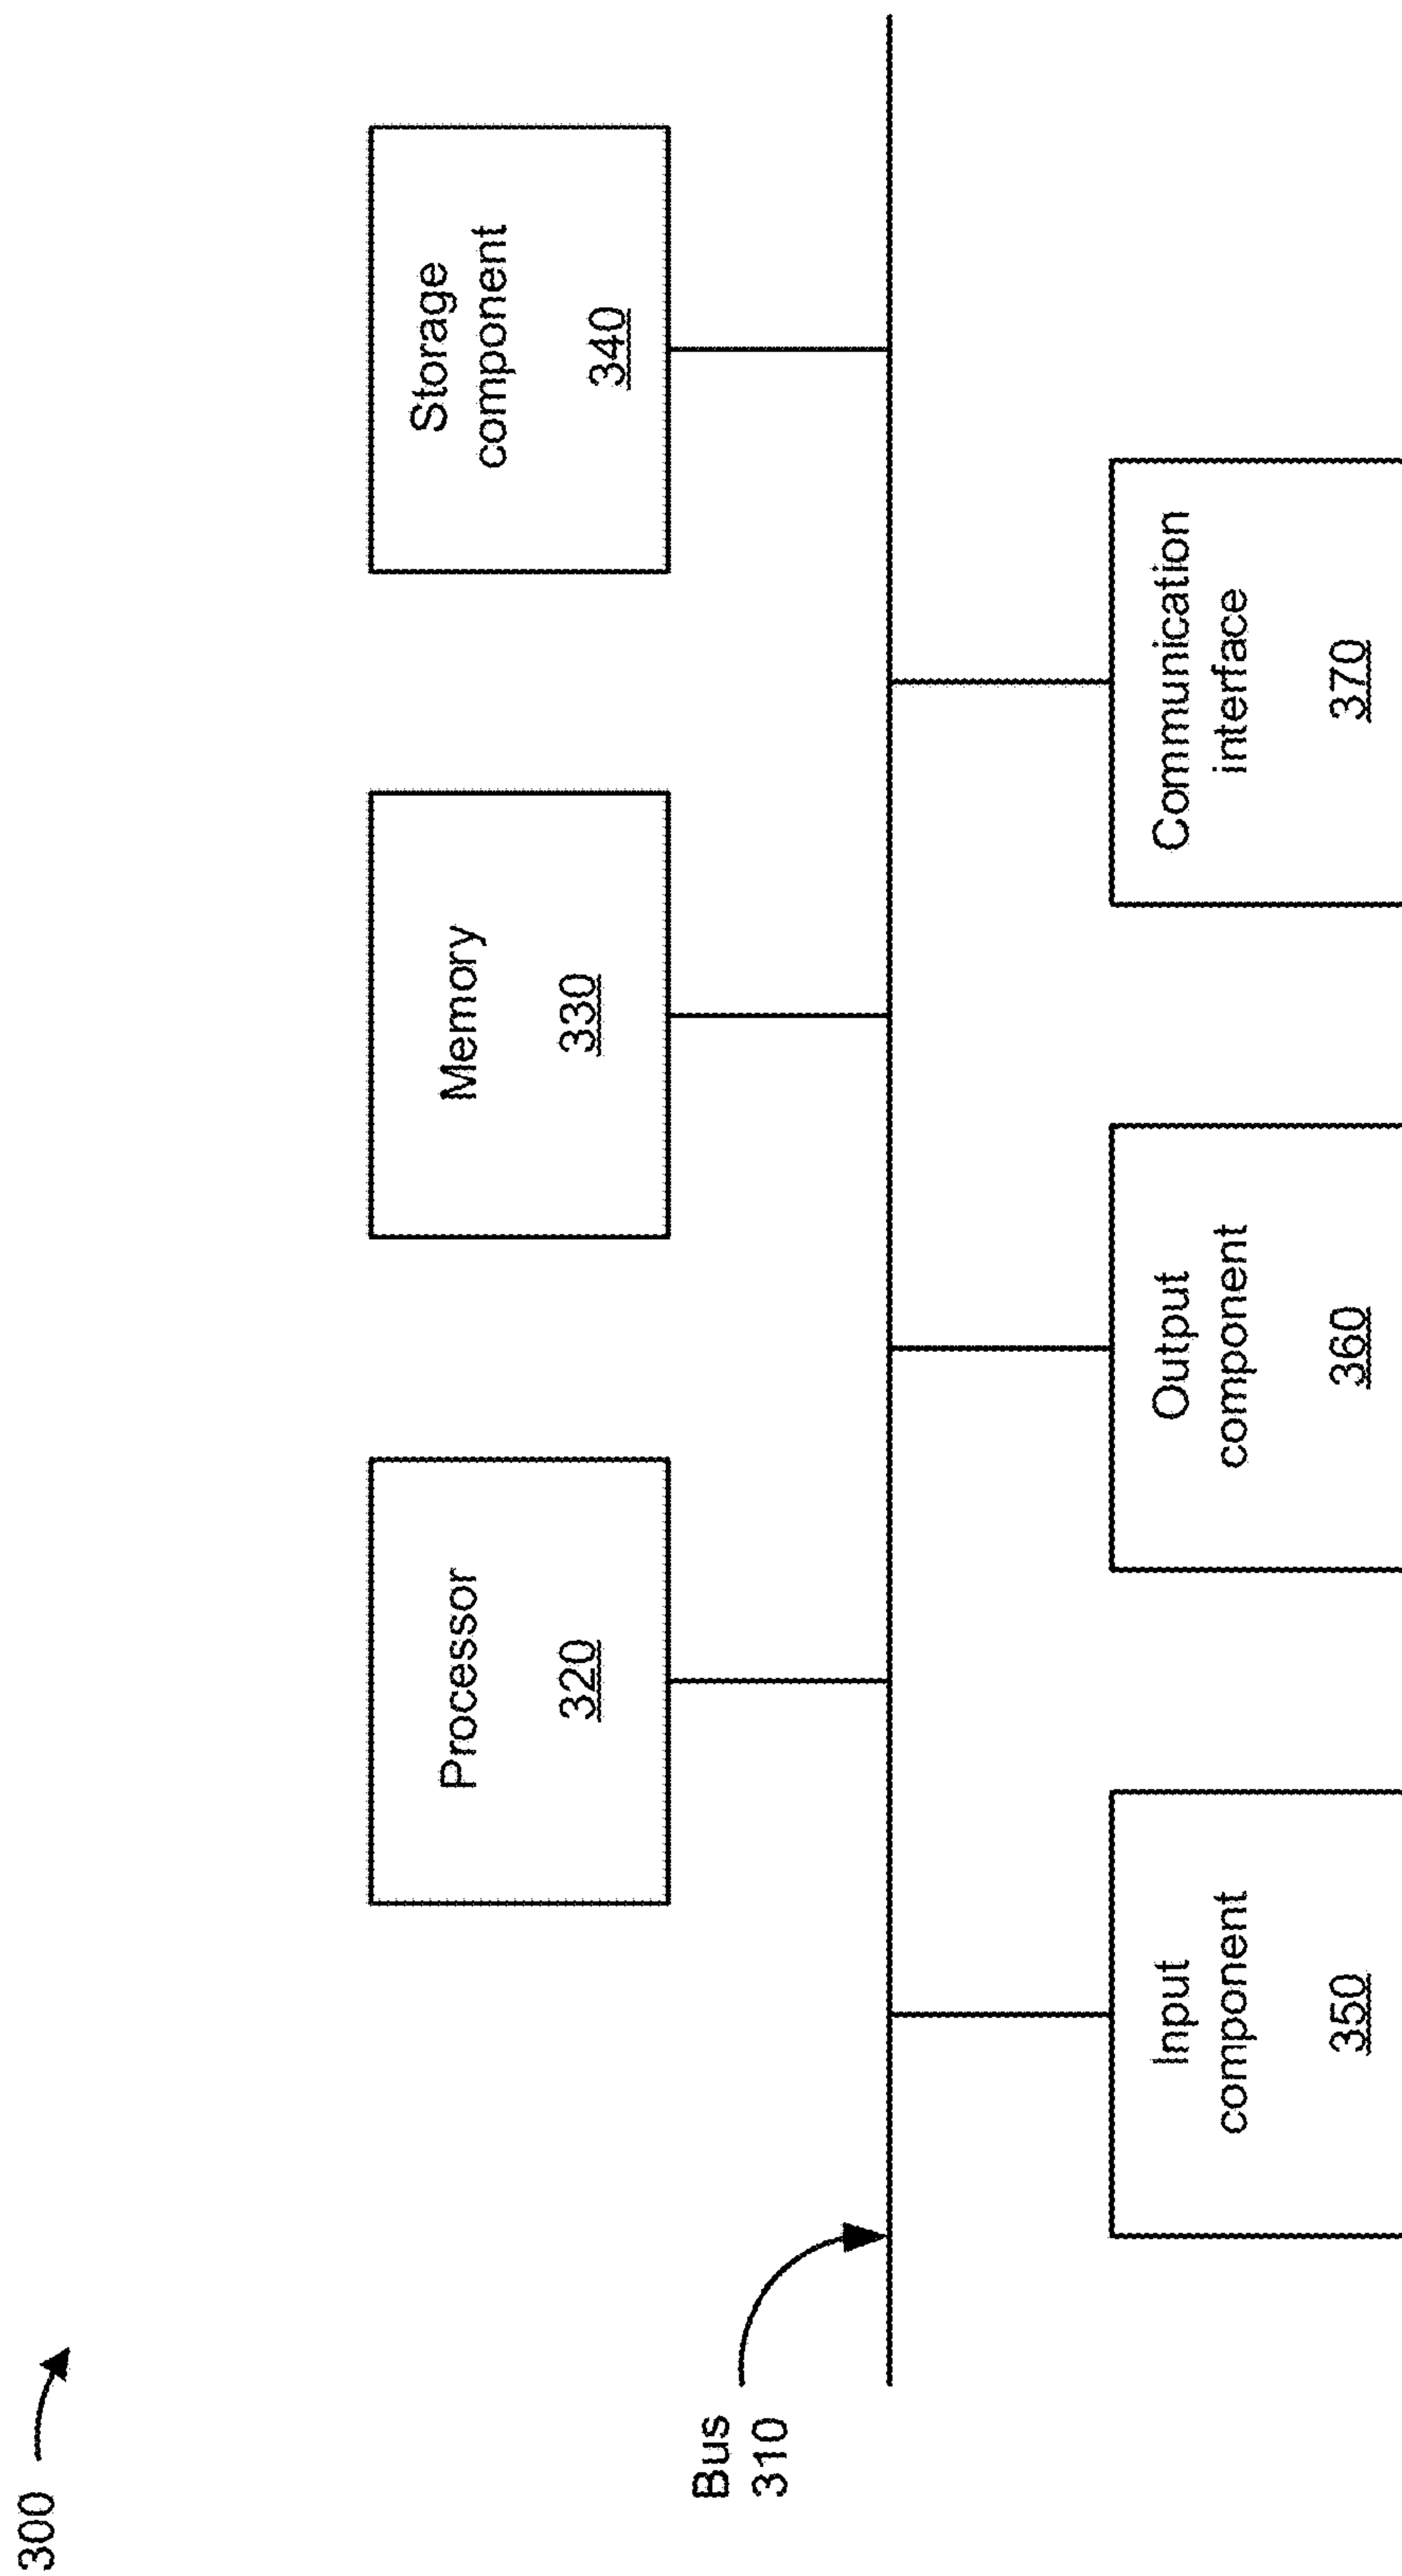 300
Processor
320
Memory
330
Storage
component
340
Bus
310
Input
component
350
Output
component
360
Communication
interface
370